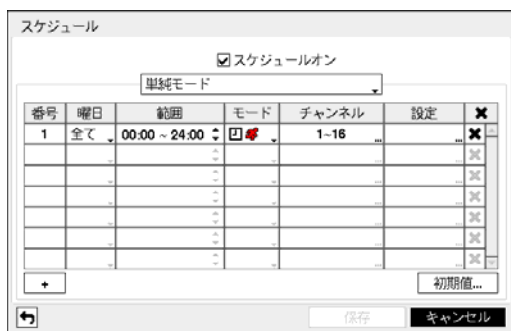 スケジュール
スケジュールオン
単純モード
番号 曜日 範囲 モード チャンネル 設定 ✖
1 全て 00:00 ~ 24:00 1~16 ... ... ✖
+ 初期値...
保存 キャンセル